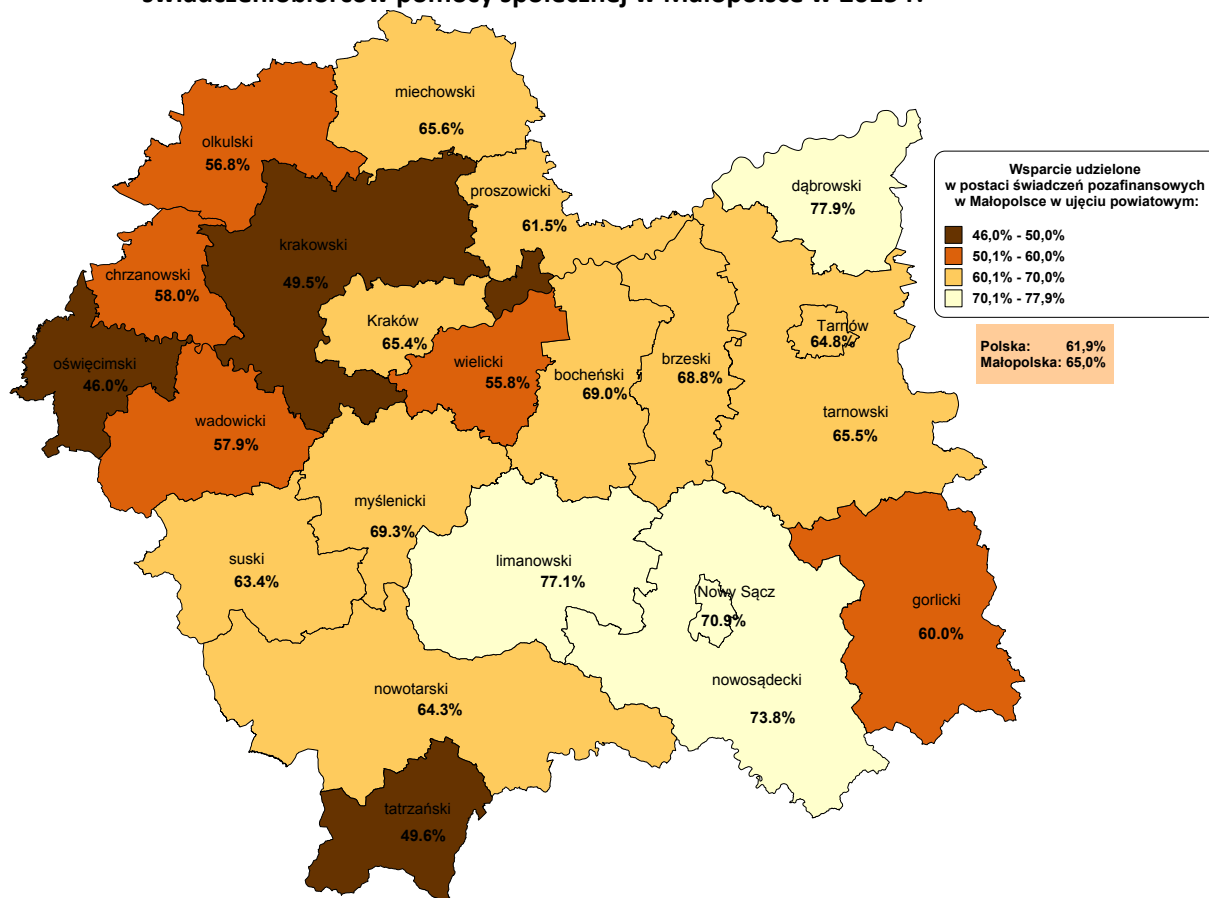 świadczeniobiorców pomocy społecznej w Małopolsce w
miechowski
65.6%
olkulski
56.8%
dąbrowski
77.9%
proszowicki
61.5%
krakowski
49.5%
chrzanowski
58.0%
Kraków
65.4%
Tarnów
64.8%
oświęcimski
46.0%
wielicki
55.8%
bocheński
69.0%
brzeski
68.8%
tarnowski
65.5%
wadowicki
57.9%
myślenicki
69.3%
suski
63.4%
limanowski
77.1%
Nowy Sącz
70.9%
gorlicki
60.0%
nowosądecki
73.8%
nowotarski
64.3%
tatrzański
49.6%
Wsparcie udzielone
w postaci świadczeń pozafinansowych
w Małopolsce w ujęciu powiatowym:
46,0% - 50,0%
50,1% - 60,0%
60,1% - 70,0%
70,1% - 77,9%
Polska: 61,9%
Małopolska: 65,0%